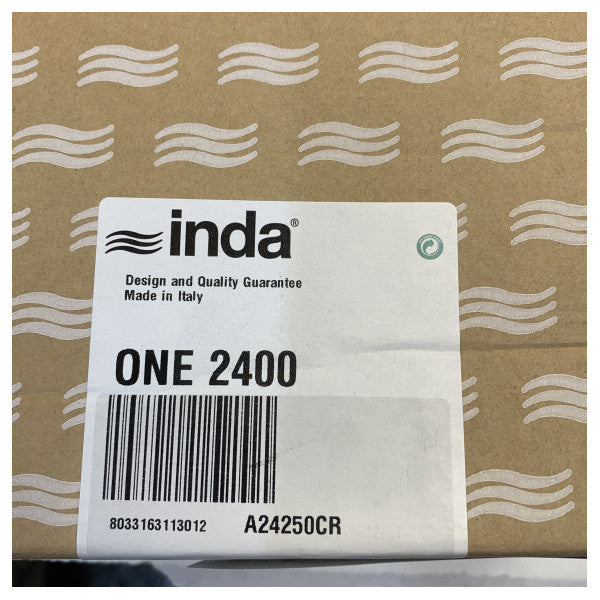 inda®
Design and Quality Guarantee
Made in Italy
ONE 2400
8033163113012 A24250CR